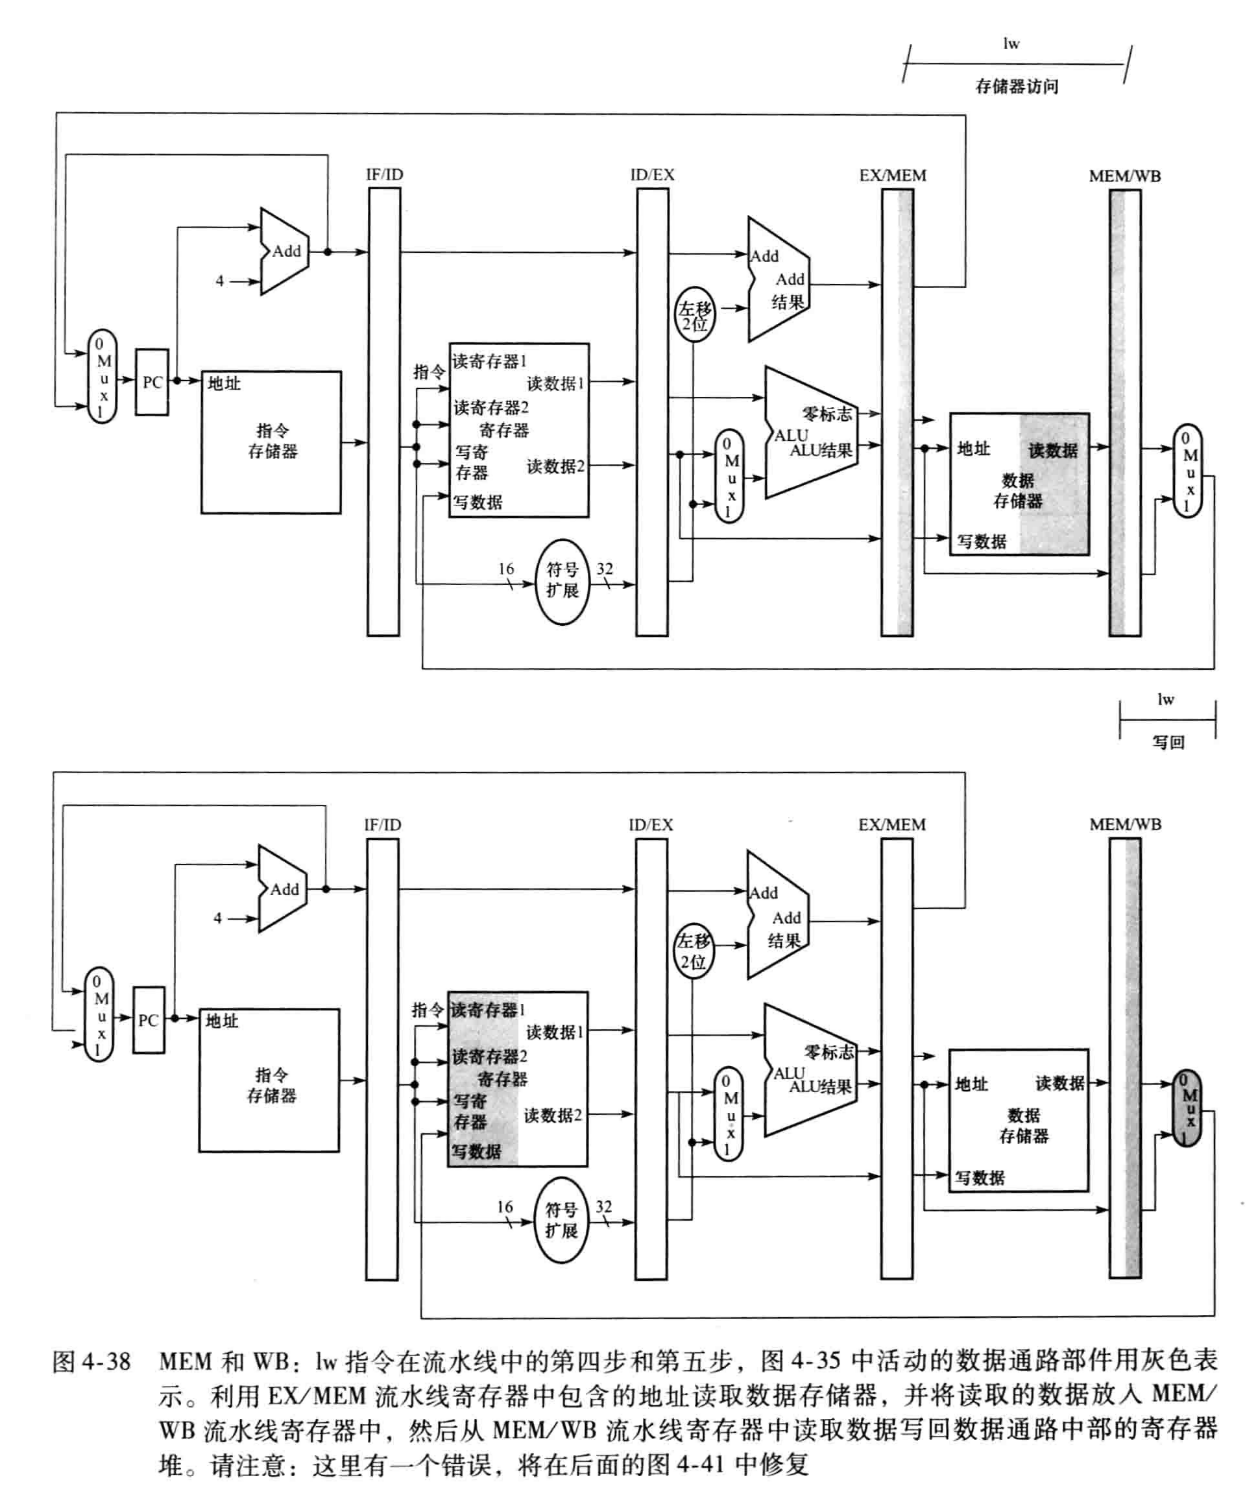 lw
存储器访问
IF/ID
ID/EX
EX/MEM
MEM/WB
Add
4
Add
Add
结果
左移
2位
0
M
u
x
1
PC
地址
指令
存储器
指令
读寄存器1
读数据1
读寄存器2
寄存器
写寄
存器
读数据2
写数据
16
符号
扩展
32
0
M
u
x
1
零标志
ALU
ALU结果
地址
读数据
数据
存储器
写数据
0
M
u
x
1
lw
写回
IF/ID
ID/EX
EX/MEM
MEM/WB
Add
4
Add
Add
结果
左移
2位
0
M
u
x
1
PC
地址
指令
存储器
指令
读寄存器1
读数据1
读寄存器2
寄存器
写寄
存器
读数据2
写数据
16
符号
扩展
32
0
M
u
x
1
零标志
ALU
ALU结果
地址
读数据
数据
存储器
写数据
0
M
u
x
1
图 4-38 MEM 和 WB：lw 指令在流水线中的第四步和第五步，图 4-35 中活动的数据通路部件用灰色表
示。利用 EX/MEM 流水线寄存器中包含的地址读取数据存储器，并将读取的数据放入 MEM/
WB 流水线寄存器中，然后从 MEM/WB 流水线寄存器中读取数据写回数据通路中部的寄存器
堆。请注意：这里有一个错误，将在后面的图 4-41 中修复